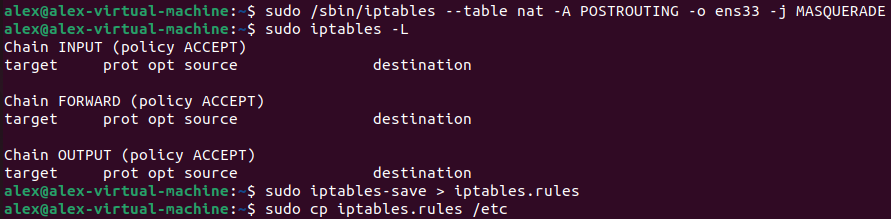 alex@alex-virtual-machine:~$ sudo /sbin/iptables --table nat -A POSTROUTING -o ens33 -j MASQUERADE
alex@alex-virtual-machine:~$ sudo iptables -L
Chain INPUT (policy ACCEPT)
target     prot opt source               destination

Chain FORWARD (policy ACCEPT)
target     prot opt source               destination

Chain OUTPUT (policy ACCEPT)
target     prot opt source               destination
alex@alex-virtual-machine:~$ sudo iptables-save > iptables.rules
alex@alex-virtual-machine:~$ sudo cp iptables.rules /etc